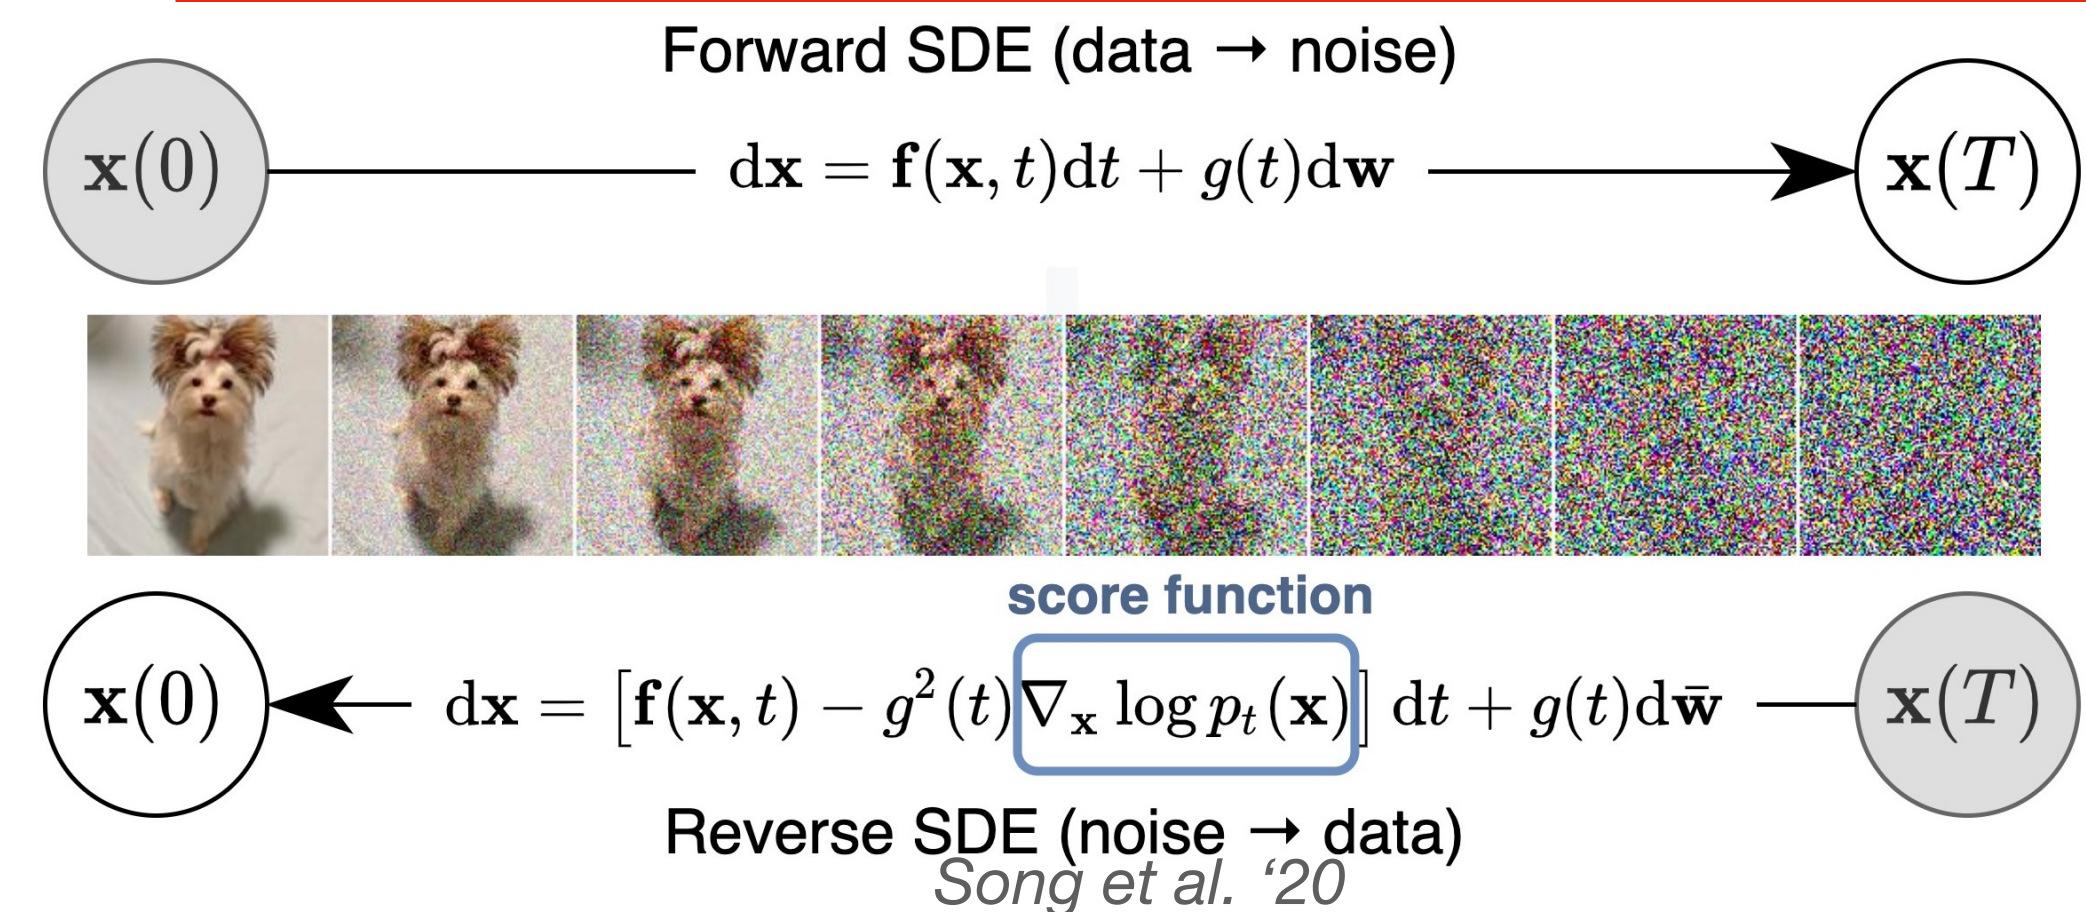 Forward SDE (data → noise)
x(0) dx = f(x, t)dt + g(t)dw x(T)
score function
x(0) dx = [f(x, t) − g²(t)∇ₓ log pₜ(x)] dt + g(t)dw̄ x(T)
Reverse SDE (noise → data)
Song et al. ‘20